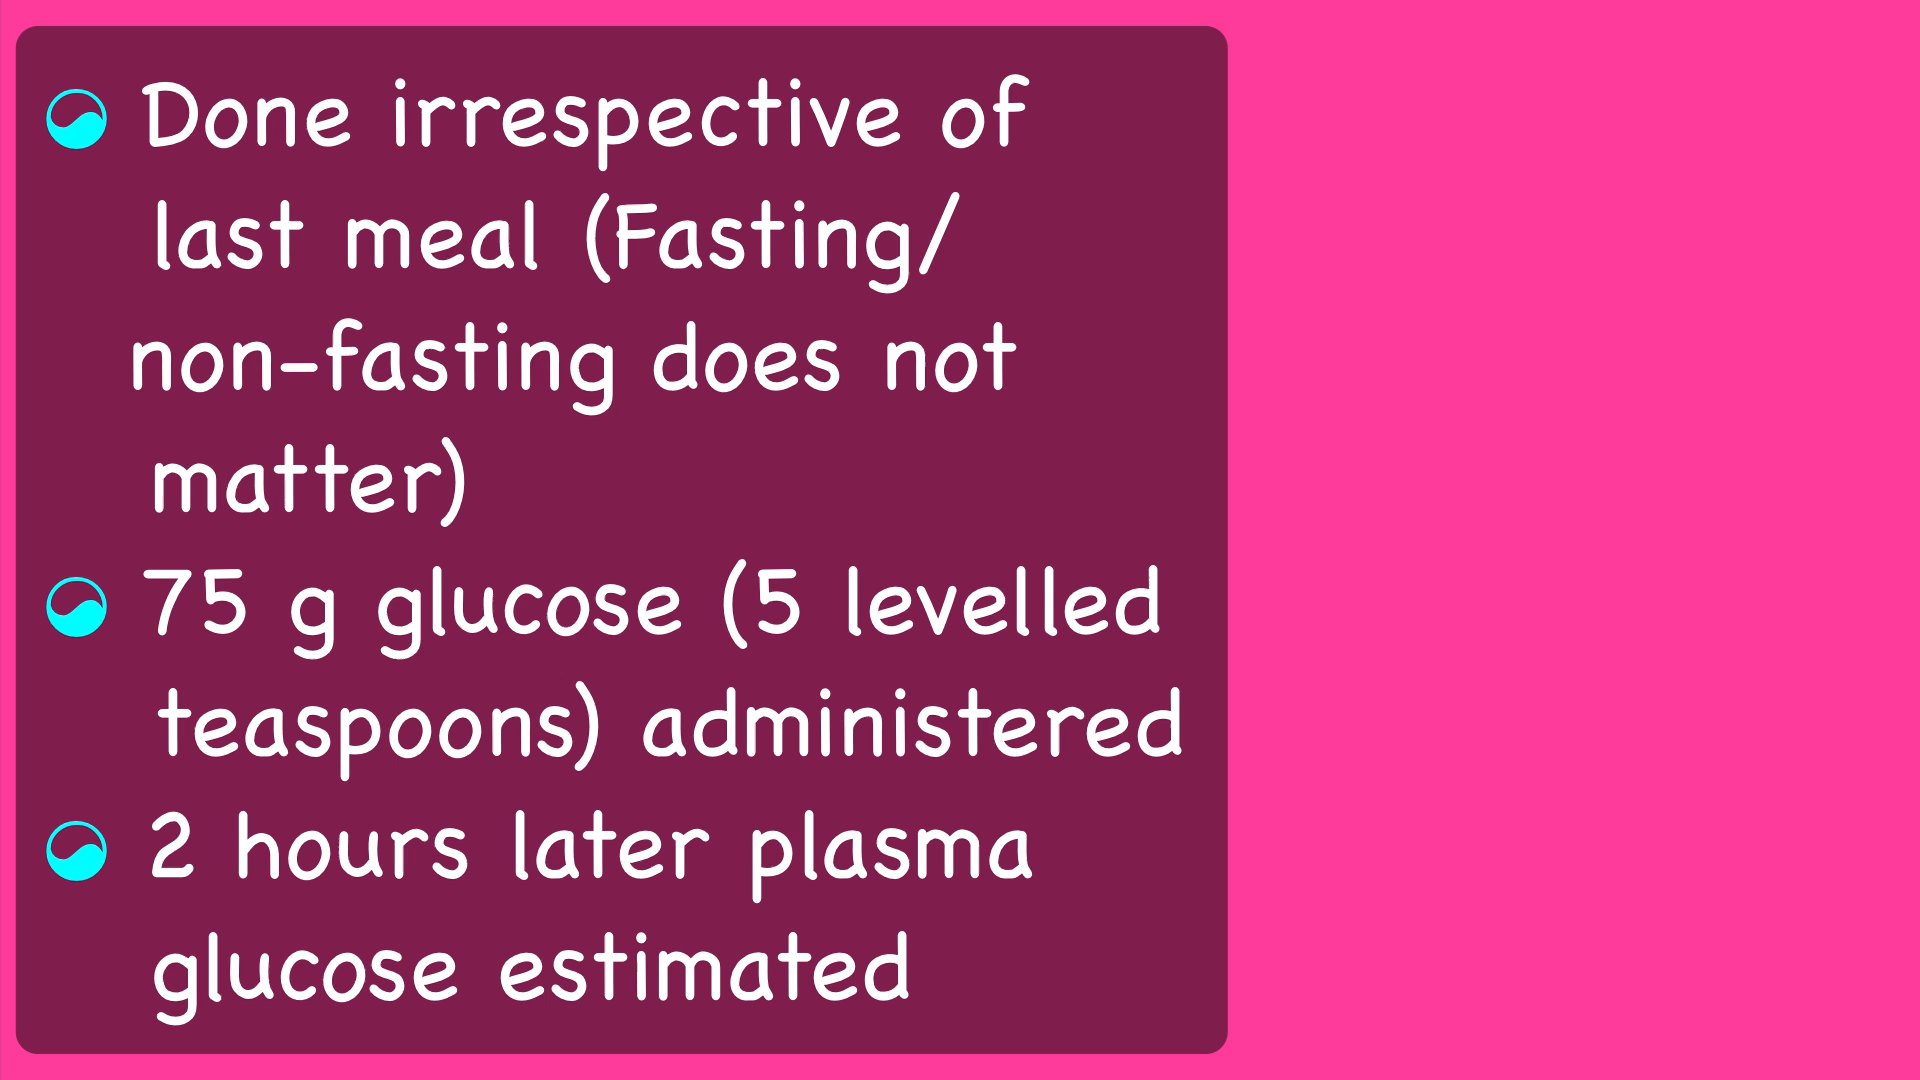 Done irrespective of
last meal (Fasting/
non-fasting does not
matter)
75 g glucose (5 levelled
teaspoons) administered
2 hours later plasma
glucose estimated